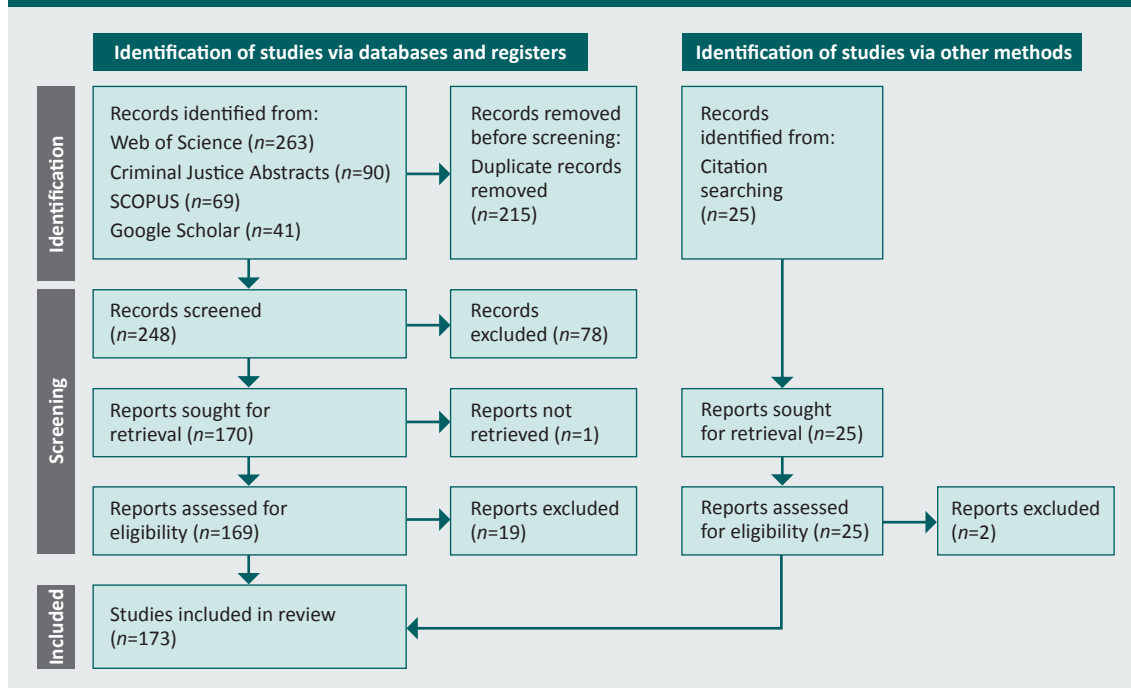 Identification of studies via databases and registers
Identification of studies via other methods
Identification
Records identified from:
Web of Science (n=263)
Criminal Justice Abstracts (n=90)
SCOPUS (n=69)
Google Scholar (n=41)
Records removed
before screening:
Duplicate records
removed
(n=215)
Records
identified from:
Citation
searching
(n=25)
Screening
Records screened
(n=248)
Records
excluded (n=78)
Reports sought for
retrieval (n=170)
Reports not
retrieved (n=1)
Reports sought
for retrieval (n=25)
Reports assessed for
eligibility (n=169)
Reports excluded
(n=19)
Reports assessed
for eligibility (n=25)
Reports excluded
(n=2)
Included
Studies included in review
(n=173)